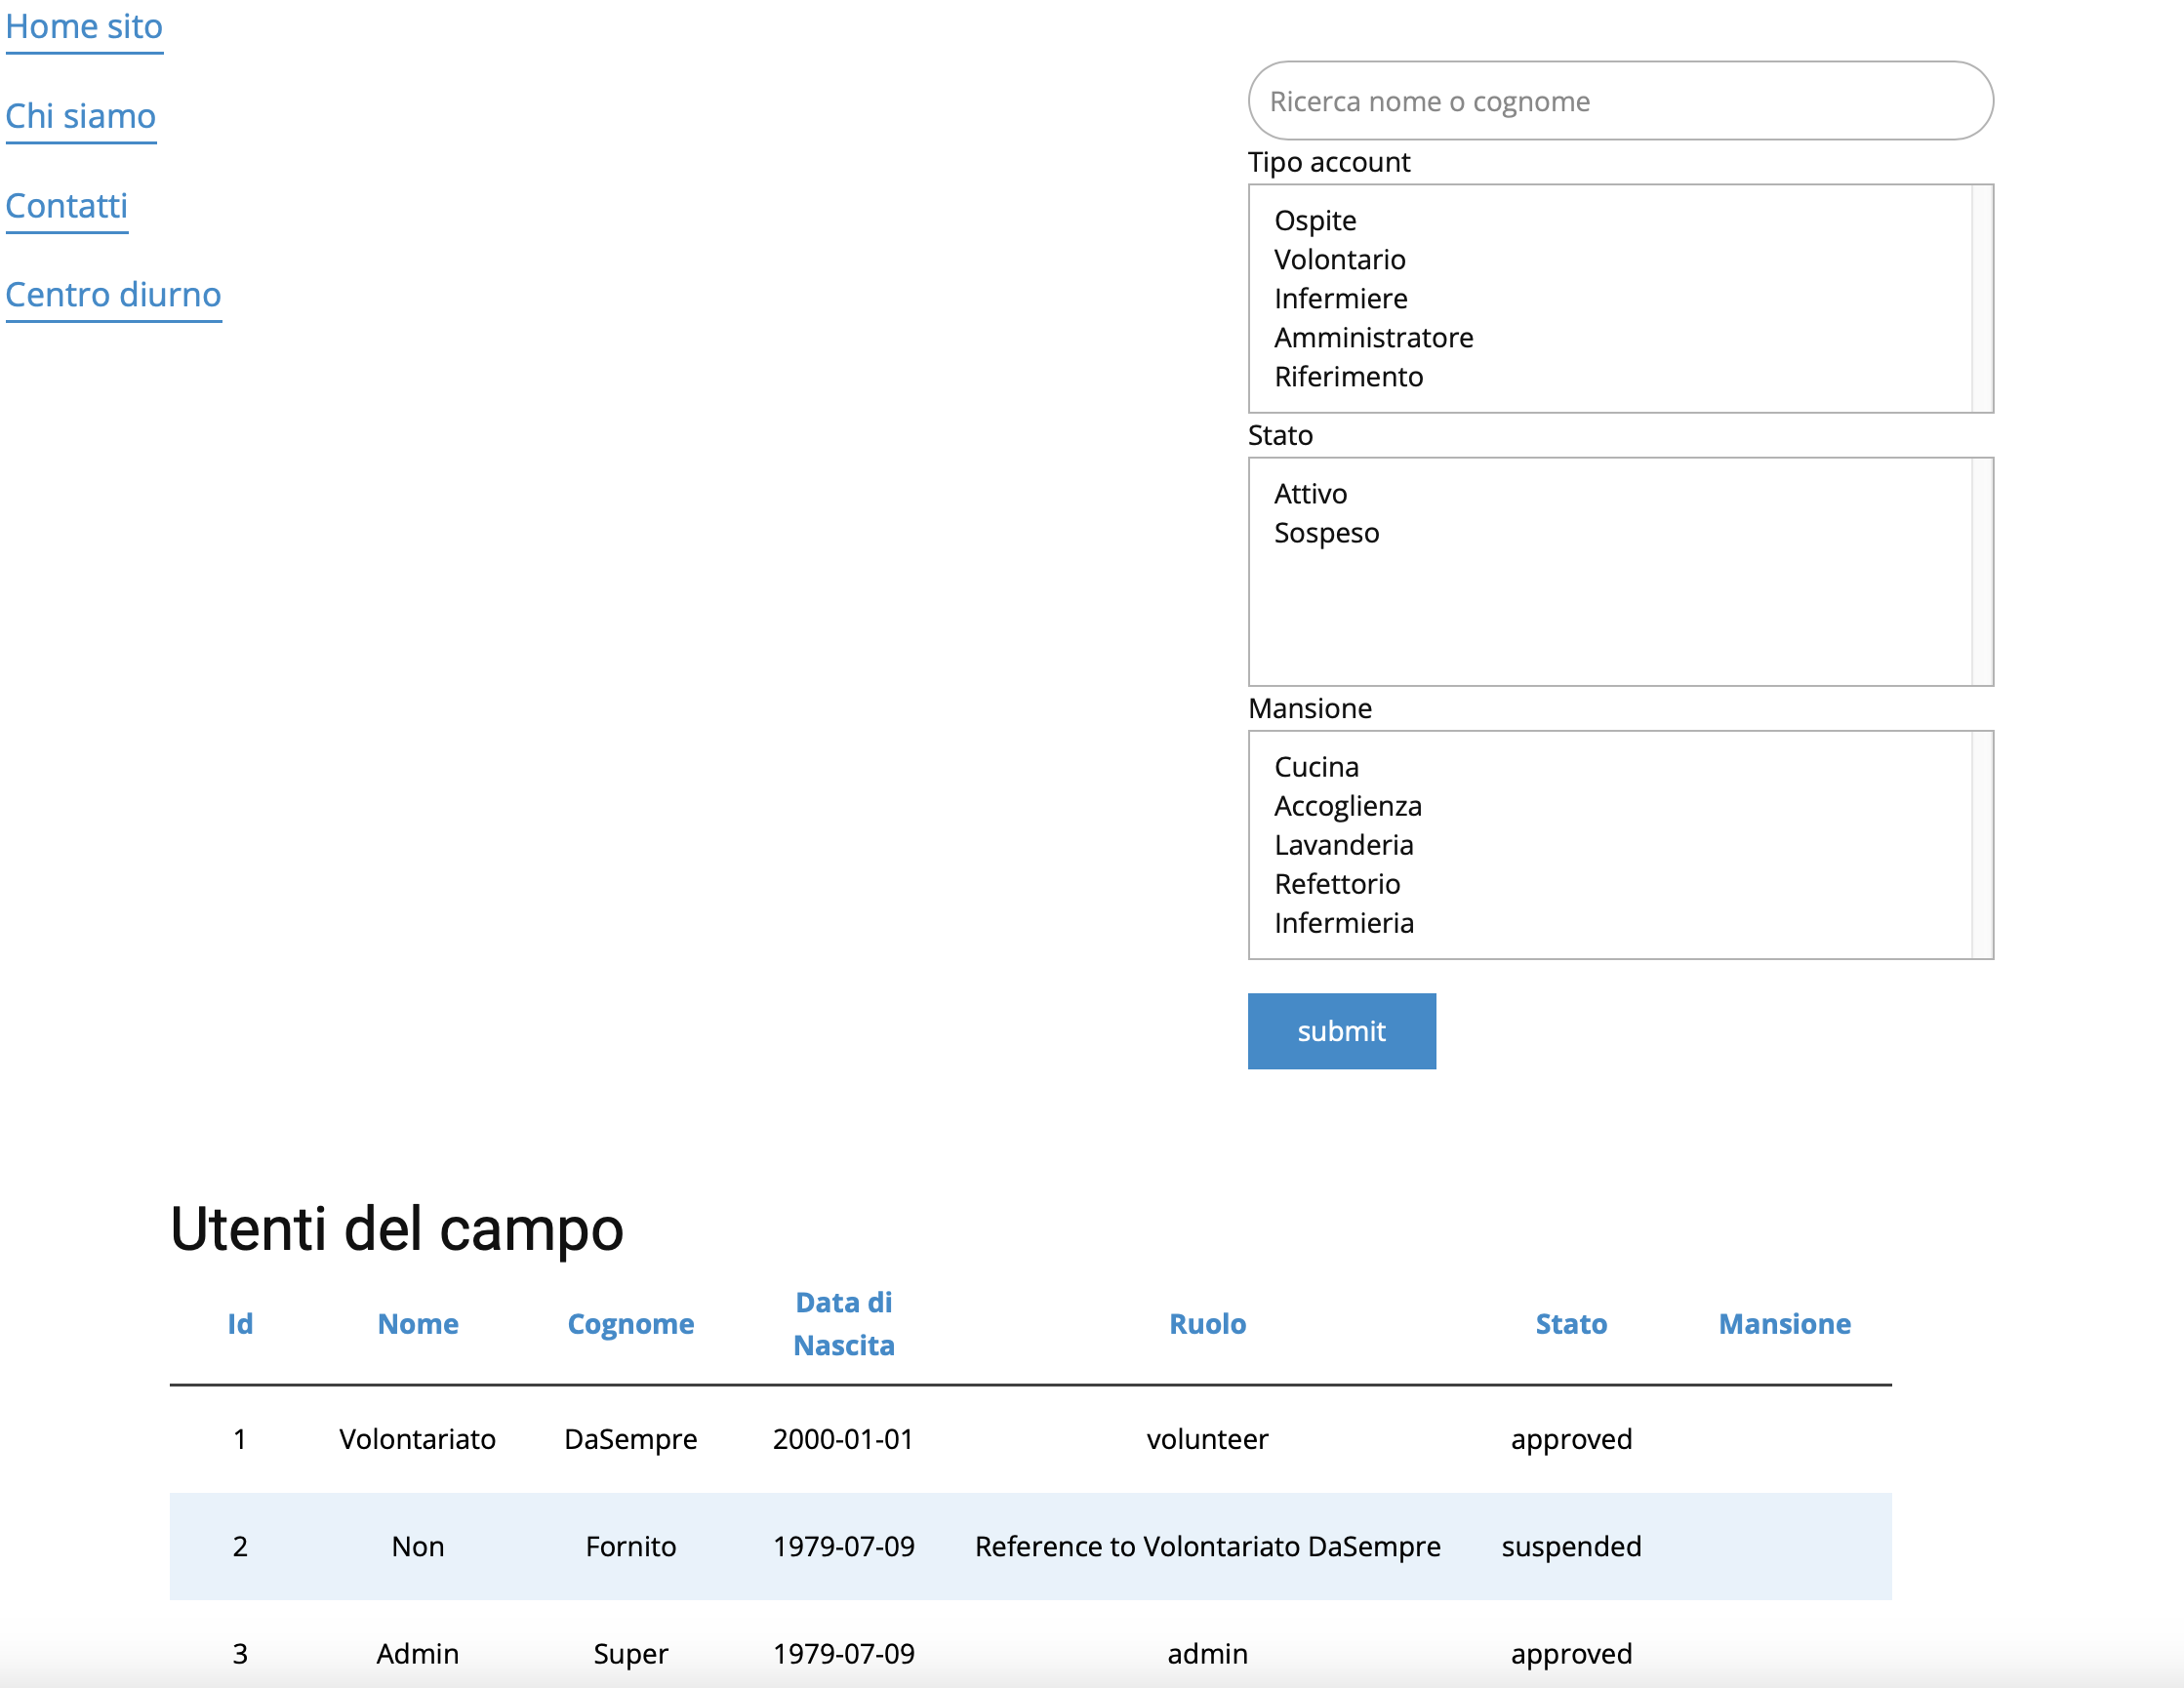 Home sito
Chi siamo
Contatti
Centro diurno
Ricerca nome o cognome
Tipo account
Ospite
Volontario
Infermiere
Amministratore
Riferimento
Stato
Attivo
Sospeso
Mansione
Cucina
Accoglienza
Lavanderia
Refettorio
Infermieria
submit
Utenti del campo
Id Nome Cognome Data di Nascita Ruolo Stato Mansione
1 Volontariato DaSempre 2000-01-01 volunteer approved
2 Non Fornito 1979-07-09 Reference to Volontariato DaSempre suspended
3 Admin Super 1979-07-09 admin approved